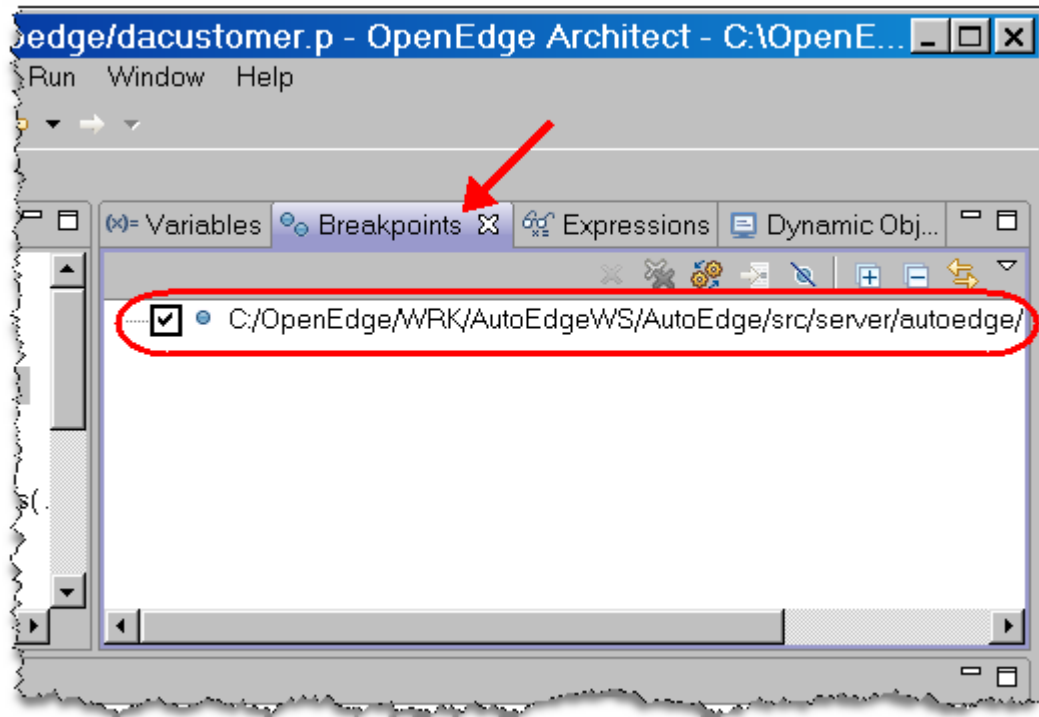 oedge/dacustomer.p - OpenEdge Architect - C:\OpenE...
Run Window Help
(x)= Variables Breakpoints Expressions Dynamic Obj...
C:/OpenEdge/WRK/AutoEdgeWS/AutoEdge/src/server/autoedge/
s(.